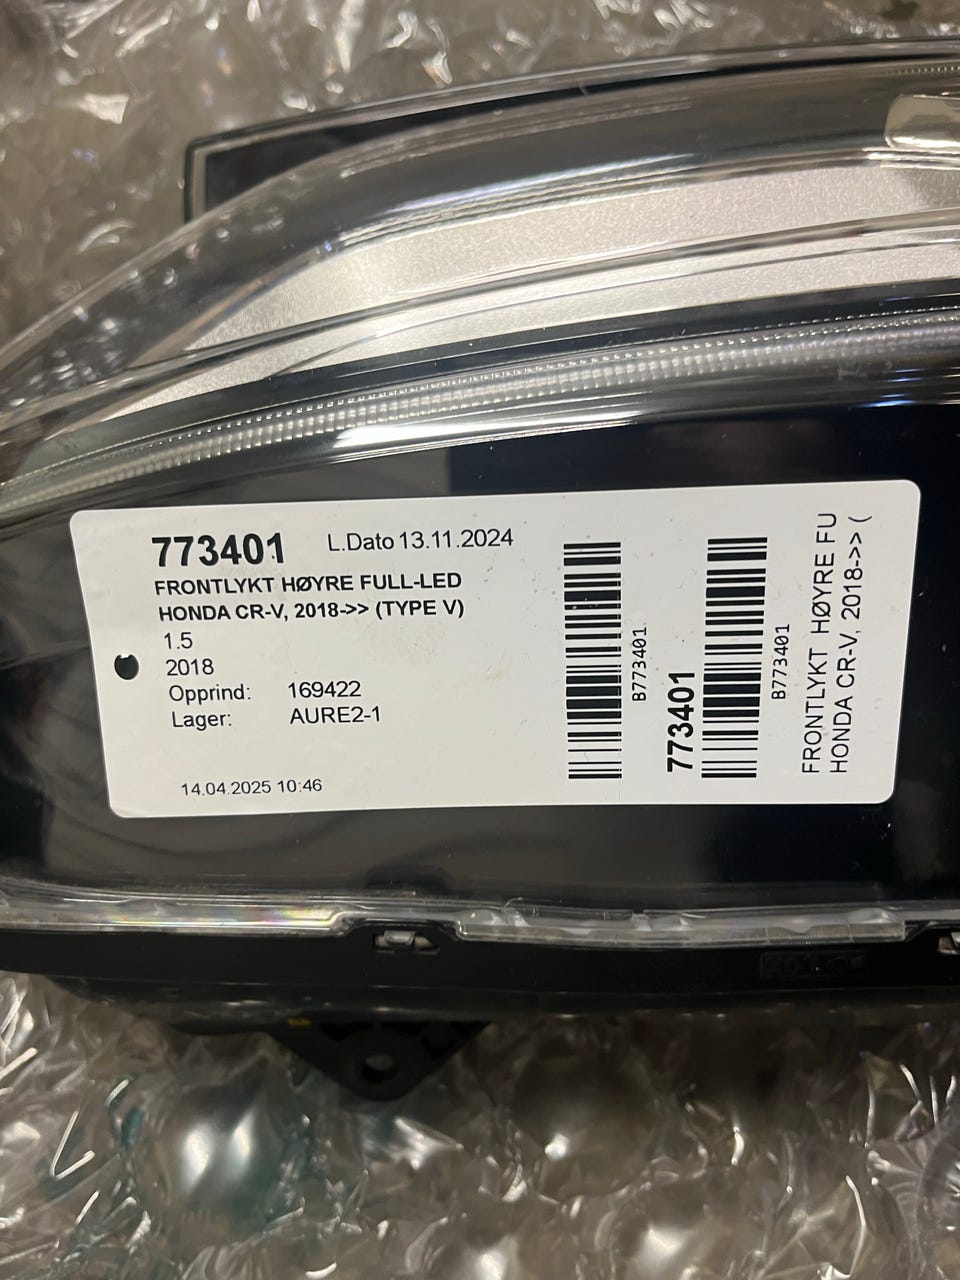 773401 L.Dato 13.11.2024
FRONTLYKT HØYRE FULL-LED
HONDA CR-V, 2018->> (TYPE V)
1.5
2018
Opprind: 169422
Lager: AURE2-1
14.04.2025 10:46
B773401
773401
B773401
FRONTLYKT HØYRE FU
HONDA CR-V, 2018->> (